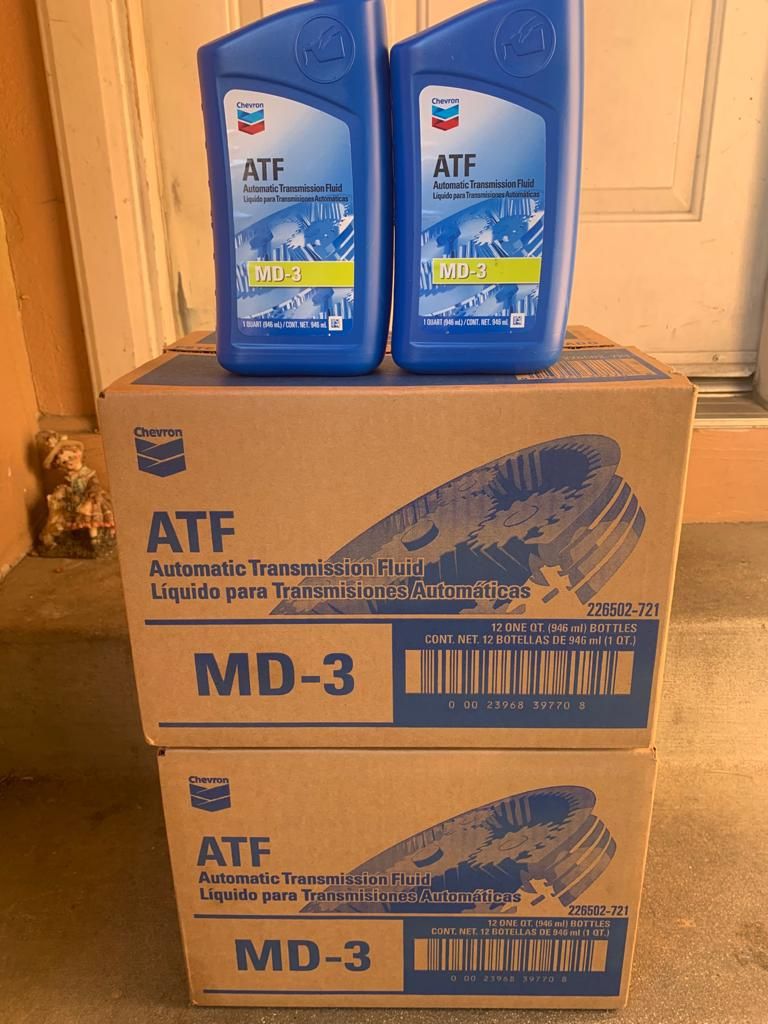 Chevron
ATF
Automatic Transmission Fluid
Líquido para Transmisiones Automáticas
MD-3
1 QUART (946 mL) / CONT. NET. 946 mL
Chevron
ATF
Automatic Transmission Fluid
Líquido para Transmisiones Automáticas
MD-3
1 QUART (946 mL) / CONT. NET. 946 mL
Chevron
ATF
Automatic Transmission Fluid
Líquido para Transmisiones Automáticas
226502-721
12 ONE QT. (946 ml) BOTTLES
CONT. NET. 12 BOTELLAS DE 946 ml (1 QT.)
MD-3
0 00 23968 39770 8
Chevron
ATF
Automatic Transmission Fluid
Líquido para Transmisiones Automáticas
226502-721
12 ONE QT. (946 ml) BOTTLES
CONT. NET. 12 BOTELLAS DE 946 ml (1 QT.)
MD-3
0 00 23968 39770 8